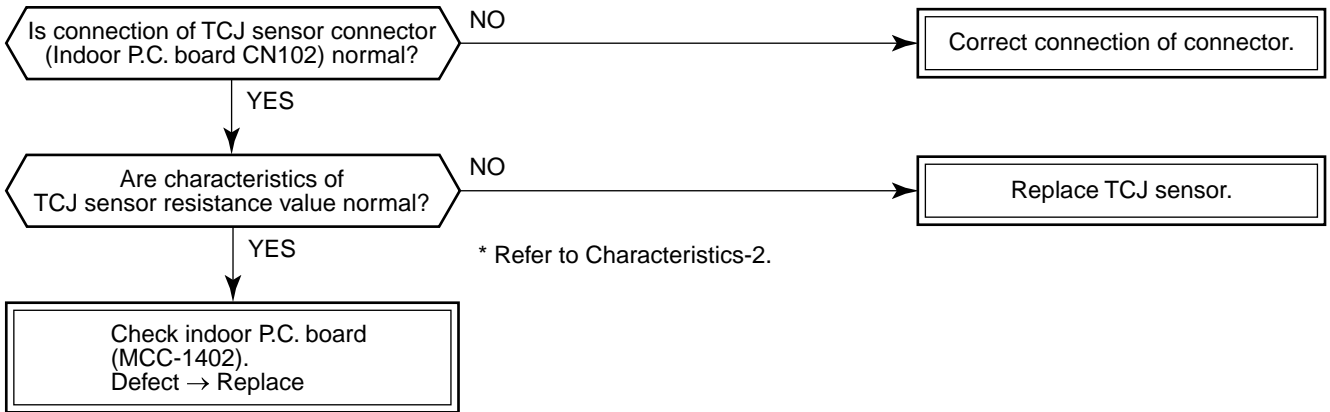 Is connection of TCJ sensor connector
(Indoor P.C. board CN102) normal?
NO
Correct connection of connector.
YES
Are characteristics of
TCJ sensor resistance value normal?
NO
Replace TCJ sensor.
YES
* Refer to Characteristics-2.
Check indoor P.C. board
(MCC-1402).
Defect → Replace